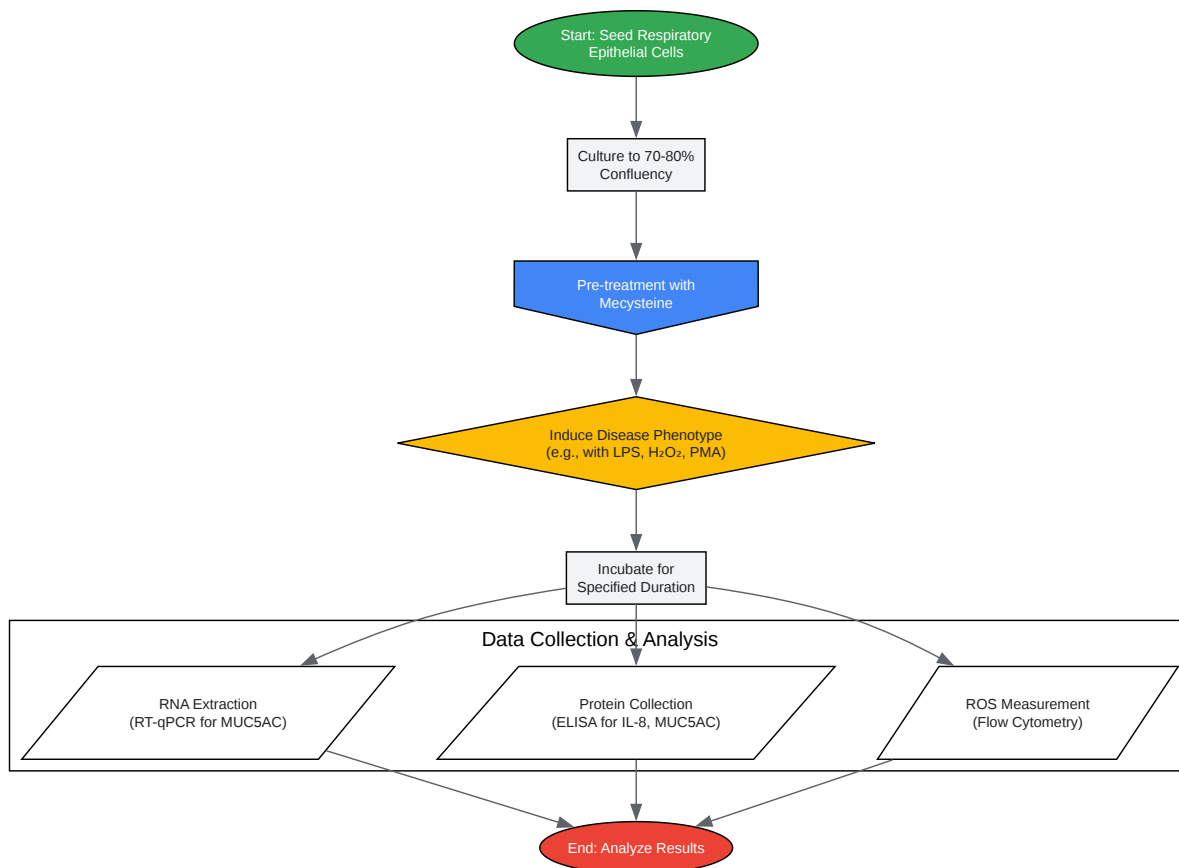 Start: Seed Respiratory
Epithelial Cells
Culture to 70-80%
Confluency
Pre-treatment with
Mecysteine
Induce Disease Phenotype
(e.g., with LPS, H₂O₂, PMA)
Incubate for
Specified Duration
Data Collection & Analysis
RNA Extraction
(RT-qPCR for MUC5AC)
Protein Collection
(ELISA for IL-8, MUC5AC)
ROS Measurement
(Flow Cytometry)
End: Analyze Results